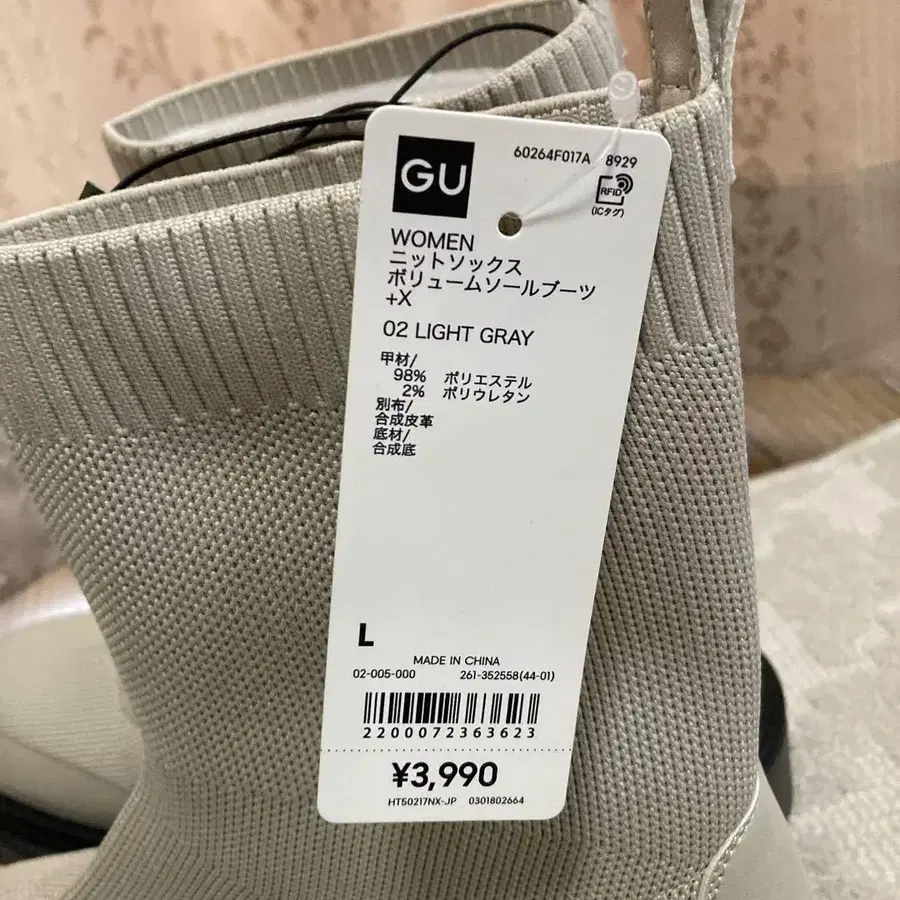 GU
60264F017A 8929
RFID
(ICタグ)
WOMEN
ニットソックス
ボリュームソールブーツ
+X
02 LIGHT GRAY
甲材/
98% ポリエステル
2% ポリウレタン
別布/
合成皮革
底材/
合成底
L
MADE IN CHINA
02-005-000 261-352558(44-01)
2200072363623
¥3,990
HT50217NX-JP 0301802664